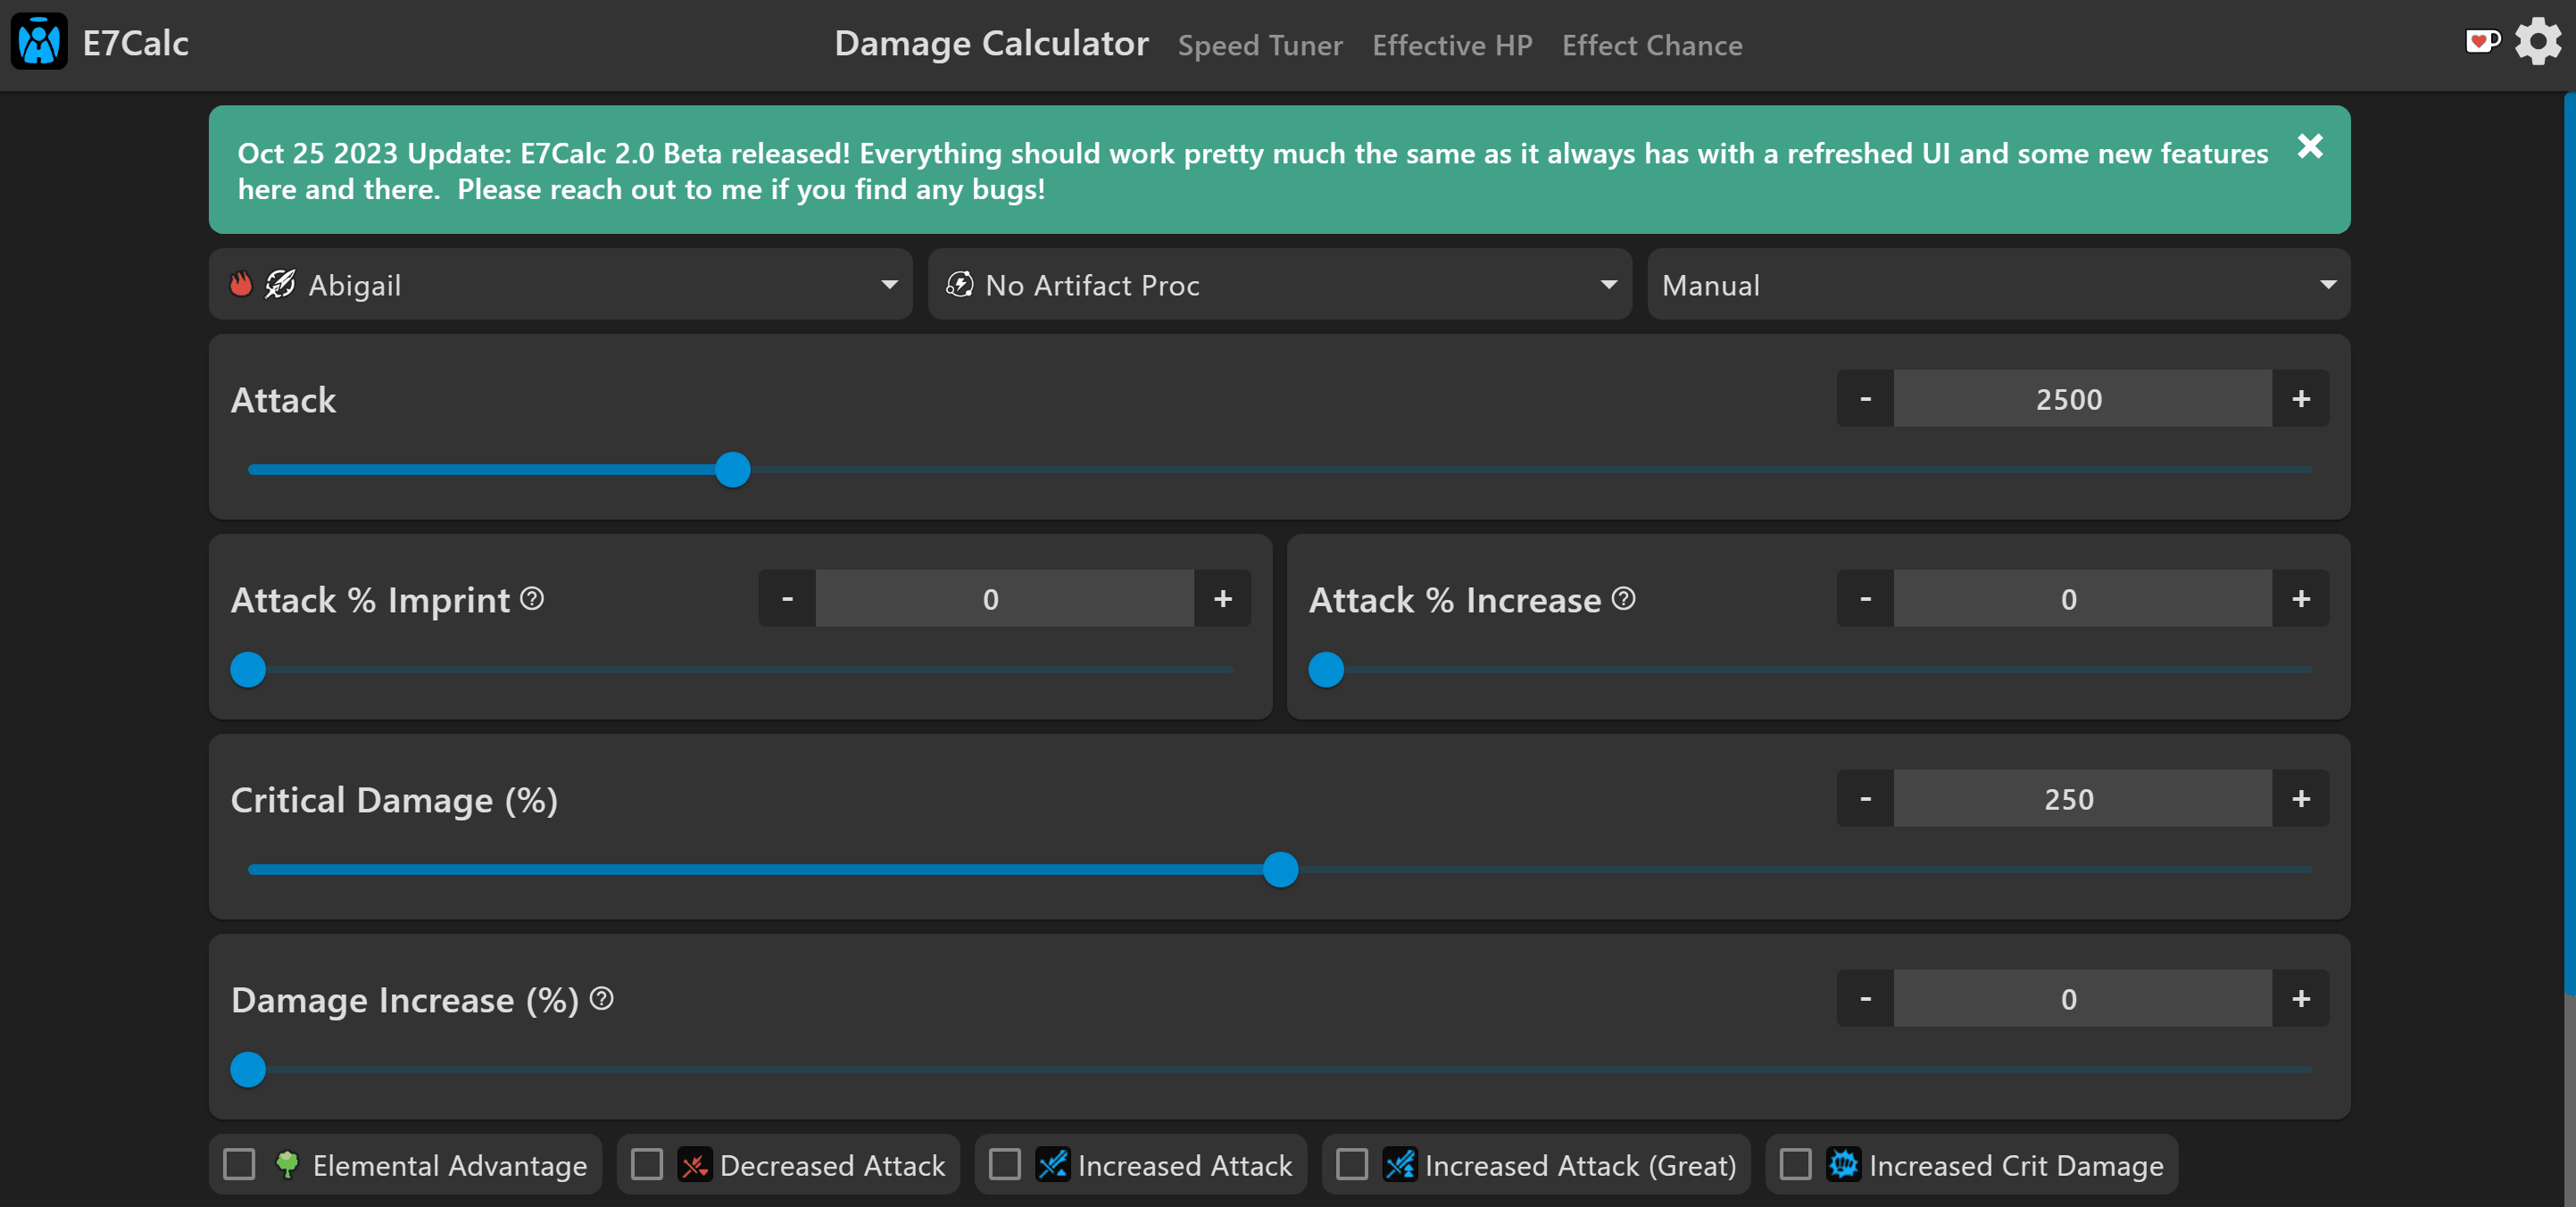 E7Calc
Damage Calculator Speed Tuner Effective HP Effect Chance
Oct 25 2023 Update: E7Calc 2.0 Beta released! Everything should work pretty much the same as it always has with a refreshed UI and some new features
here and there.  Please reach out to me if you find any bugs!
Abigail
No Artifact Proc
Manual
Attack
- 2500 +
Attack % Imprint
- 0 +
Attack % Increase
- 0 +
Critical Damage (%)
- 250 +
Damage Increase (%)
- 0 +
Elemental Advantage
Decreased Attack
Increased Attack
Increased Attack (Great)
Increased Crit Damage